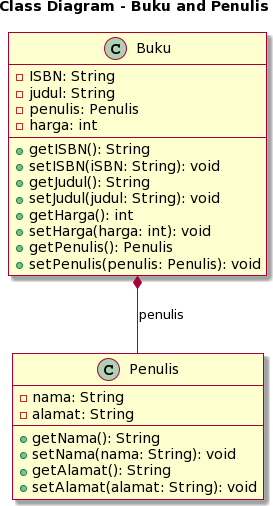 Class Diagram - Buku and Penulis
C Buku
ISBN: String
judul: String
penulis: Penulis
harga: int
getISBN(): String
setISBN(iSBN: String): void
getJudul(): String
setJudul(judul: String): void
getHarga(): int
setHarga(harga: int): void
getPenulis(): Penulis
setPenulis(penulis: Penulis): void
penulis
C Penulis
nama: String
alamat: String
getNama(): String
setNama(nama: String): void
getAlamat(): String
setAlamat(alamat: String): void